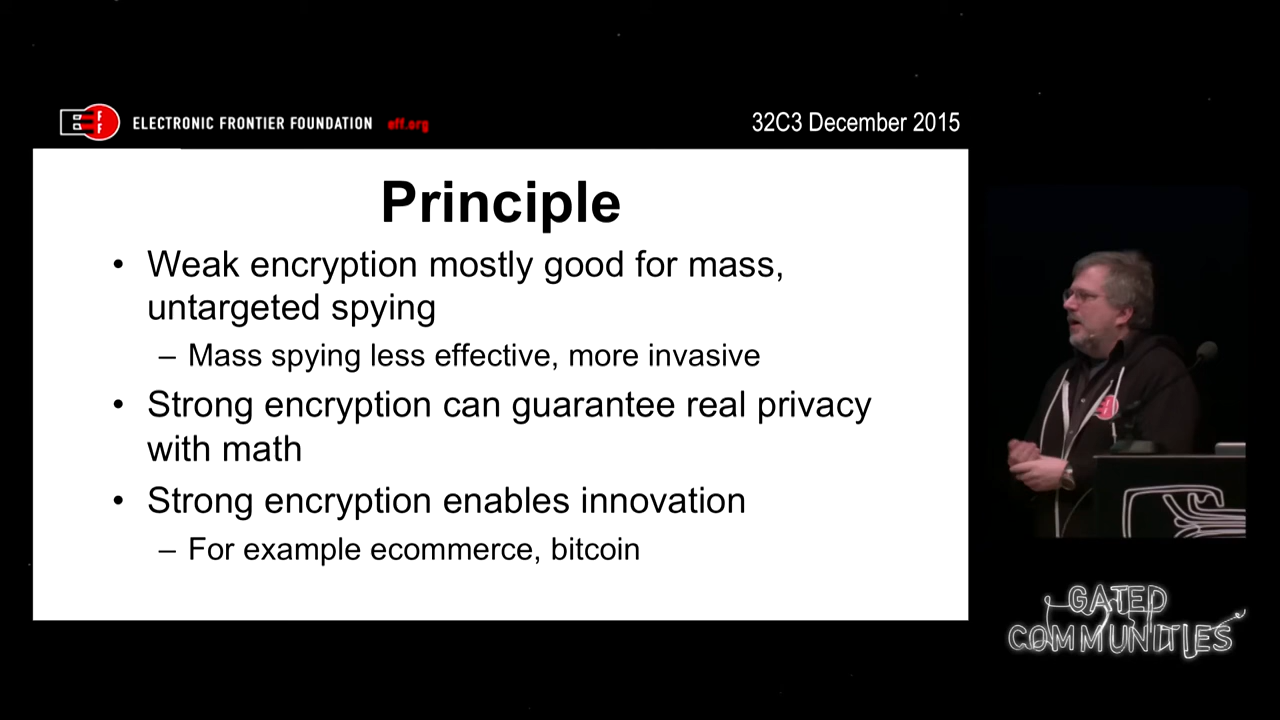 ELECTRONIC FRONTIER FOUNDATION eff.org
32C3 December 2015
Principle
• Weak encryption mostly good for mass,
untargeted spying
– Mass spying less effective, more invasive
• Strong encryption can guarantee real privacy
with math
• Strong encryption enables innovation
– For example ecommerce, bitcoin
GATED
COMMUNITIES